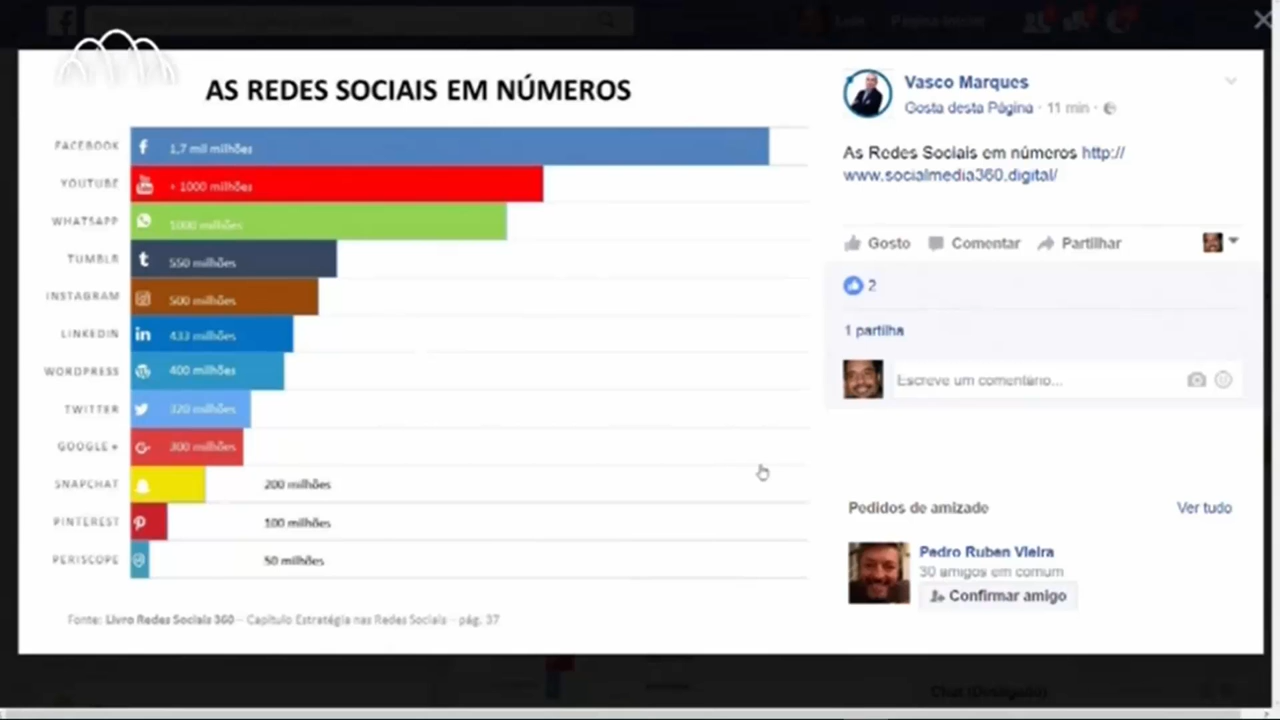 AS REDES SOCIAIS EM NÚMEROS
FACEBOOK 1,7 mil milhões
YOUTUBE + 1000 milhões
WHATSAPP 1000 milhões
TUMBLR 550 milhões
INSTAGRAM 500 milhões
LINKEDIN 433 milhões
WORDPRESS 400 milhões
TWITTER 320 milhões
GOOGLE + 300 milhões
SNAPCHAT 200 milhões
PINTEREST 100 milhões
PERISCOPE 50 milhões
Fonte: Livro Redes Sociais 360 – Capítulo Estratégia nas Redes Sociais – pág. 37
Vasco Marques
Gosta desta Página · 11 min ·
As Redes Sociais em números http://
www.socialmedia360.digital/
Gosto Comentar Partilhar
2
1 partilha
Escreve um comentário...
Pedidos de amizade Ver tudo
Pedro Ruben Vieira
30 amigos em comum
Confirmar amigo
Chat (Desligado)